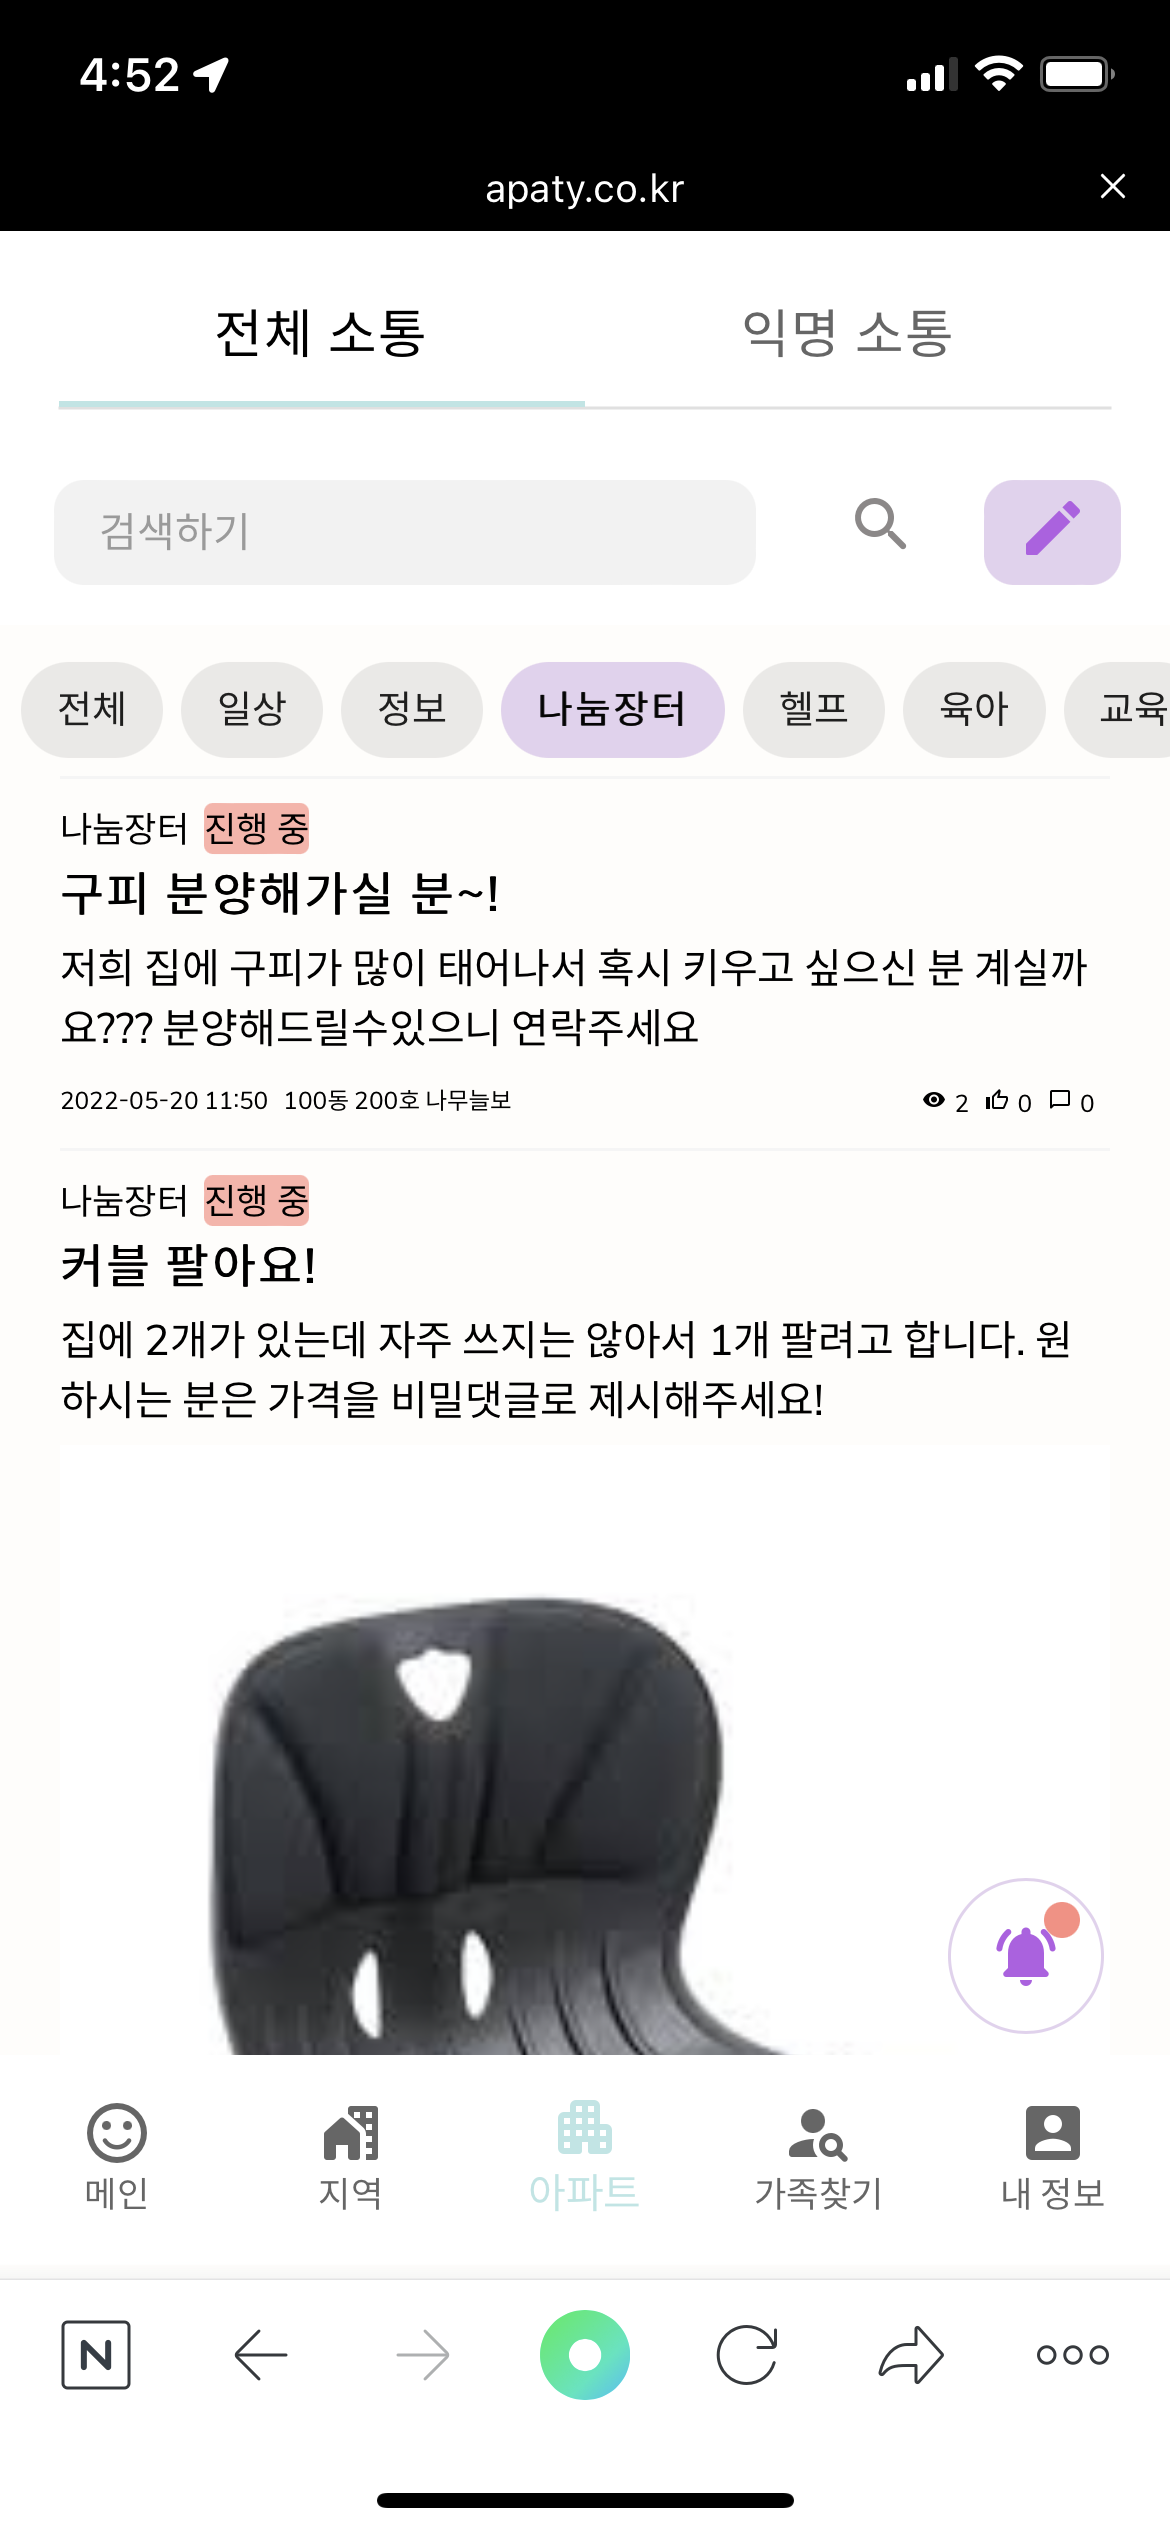 4:52
apaty.co.kr
전체 소통
익명 소통
검색하기
전체
일상
정보
나눔장터
헬프
육아
교육
나눔장터 진행 중
구피 분양해가실 분~!
저희 집에 구피가 많이 태어나서 혹시 키우고 싶으신 분 계실까
요??? 분양해드릴수있으니 연락주세요
2022-05-20 11:50 100동 200호 나무늘보 2 0 0
나눔장터 진행 중
커블 팔아요!
집에 2개가 있는데 자주 쓰지는 않아서 1개 팔려고 합니다. 원
하시는 분은 가격을 비밀댓글로 제시해주세요!
메인
지역
아파트
가족찾기
내 정보
N